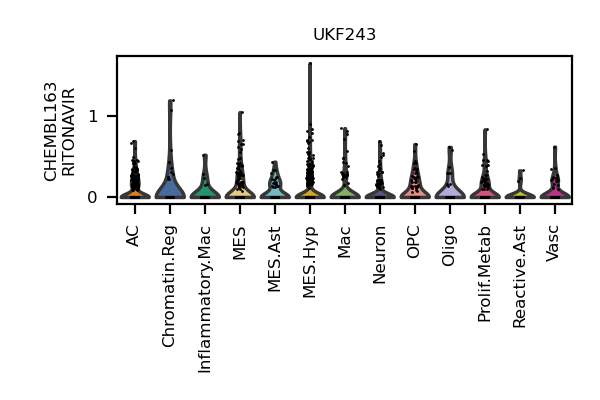 UKF243
CHEMBL163
RITONAVIR
1
0
AC
Chromatin.Reg
Inflammatory.Mac
MES
MES.Ast
MES.Hyp
Mac
Neuron
OPC
Oligo
Prolif.Metab
Reactive.Ast
Vasc